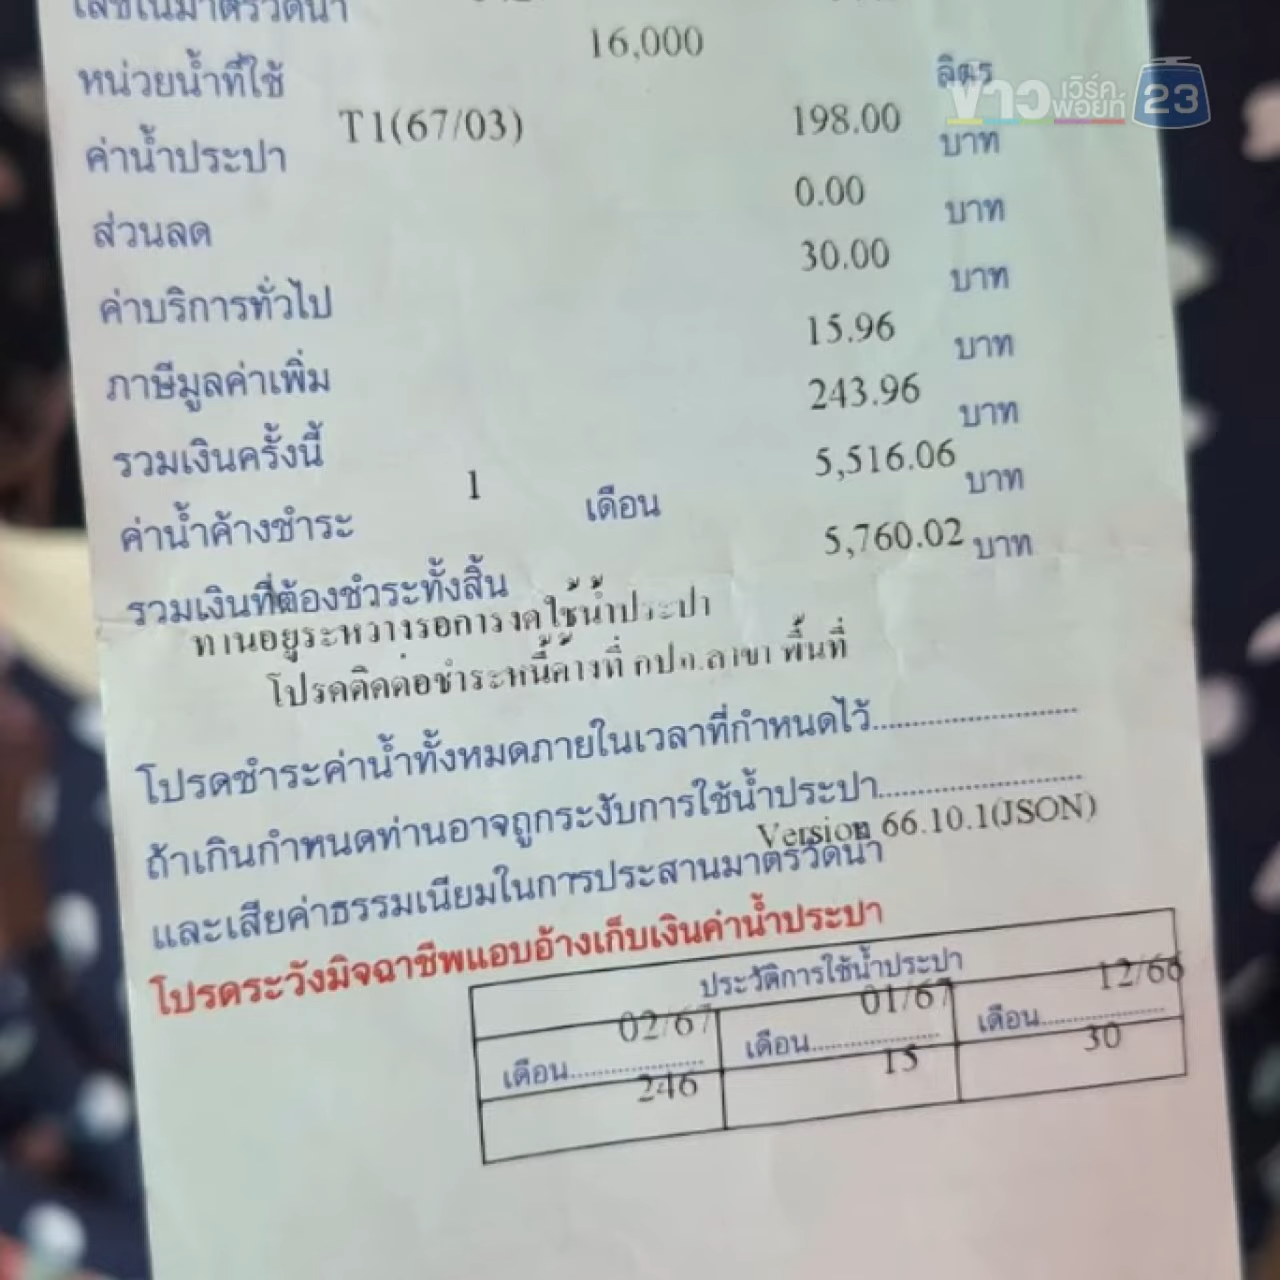 เลขในมาตรวัดน้ำ
16,000
หน่วยน้ำที่ใช้ ลิตร
ข่าวเวิร์คพอยท์ 23
T1(67/03) 198.00
ค่าน้ำประปา บาท
0.00
ส่วนลด บาท
30.00
ค่าบริการทั่วไป บาท
15.96
ภาษีมูลค่าเพิ่ม บาท
243.96
รวมเงินครั้งนี้ บาท
1 5,516.06
ค่าน้ำค้างชำระ เดือน บาท
5,760.02
รวมเงินที่ต้องชำระทั้งสิ้น บาท
ท่านอยู่ระหว่างรอการงดใช้น้ำประปา
โปรดติดต่อชำระหนี้ค้างที่ กปภ.สาขา พื้นที่
โปรดชำระค่าน้ำทั้งหมดภายในเวลาที่กำหนดไว้
ถ้าเกินกำหนดท่านอาจถูกระงับการใช้น้ำประปา
Version 66.10.1(JSON)
และเสียค่าธรรมเนียมในการประสานมาตรวัดน้ำ
โปรดระวังมิจฉาชีพแอบอ้างเก็บเงินค่าน้ำประปา
ประวัติการใช้น้ำประปา
02/67 01/67 12/66
เดือน เดือน เดือน
246 15 30